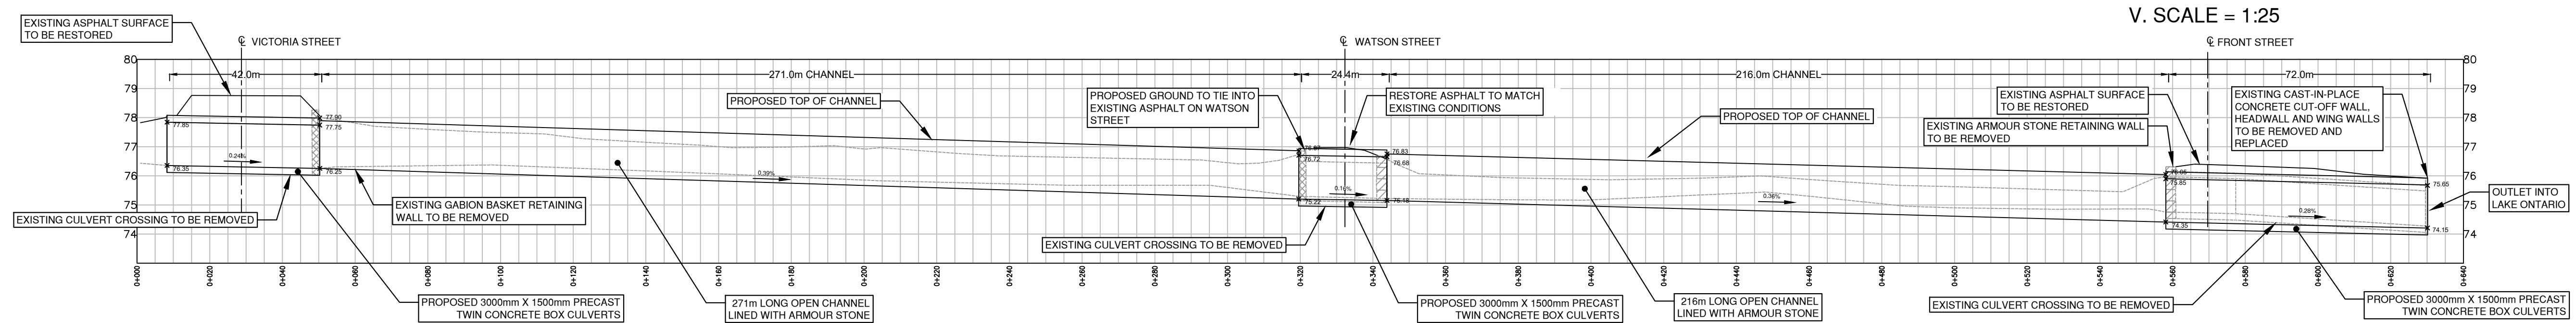 V. SCALE = 1:25
EXISTING ASPHALT SURFACE
TO BE RESTORED
℄ VICTORIA STREET
℄ WATSON STREET
℄ FRONT STREET
80
79
78
77
76
75
74
80
79
78
77
76
75
74
42.0m
271.0m CHANNEL
24.4m
216.0m CHANNEL
72.0m
PROPOSED TOP OF CHANNEL
PROPOSED GROUND TO TIE INTO
EXISTING ASPHALT ON WATSON
STREET
RESTORE ASPHALT TO MATCH
EXISTING CONDITIONS
PROPOSED TOP OF CHANNEL
EXISTING ASPHALT SURFACE
TO BE RESTORED
EXISTING ARMOUR STONE RETAINING WALL
TO BE REMOVED
EXISTING CAST-IN-PLACE
CONCRETE CUT-OFF WALL,
HEADWALL AND WING WALLS
TO BE REMOVED AND
REPLACED
77.85
77.90
77.75
0.24%
76.35
76.25
0.39%
76.72
76.83
76.68
0.16%
75.22
75.18
0.36%
75.85
74.35
0.28%
75.65
74.15
OUTLET INTO
LAKE ONTARIO
EXISTING CULVERT CROSSING TO BE REMOVED
EXISTING GABION BASKET RETAINING
WALL TO BE REMOVED
EXISTING CULVERT CROSSING TO BE REMOVED
0+000
0+020
0+040
0+060
0+080
0+100
0+120
0+140
0+160
0+180
0+200
0+220
0+240
0+260
0+280
0+300
0+320
0+340
0+360
0+380
0+400
0+420
0+440
0+460
0+480
0+500
0+520
0+540
0+560
0+580
0+600
0+620
0+640
PROPOSED 3000mm X 1500mm PRECAST
TWIN CONCRETE BOX CULVERTS
271m LONG OPEN CHANNEL
LINED WITH ARMOUR STONE
PROPOSED 3000mm X 1500mm PRECAST
TWIN CONCRETE BOX CULVERTS
216m LONG OPEN CHANNEL
LINED WITH ARMOUR STONE
EXISTING CULVERT CROSSING TO BE REMOVED
PROPOSED 3000mm X 1500mm PRECAST
TWIN CONCRETE BOX CULVERTS